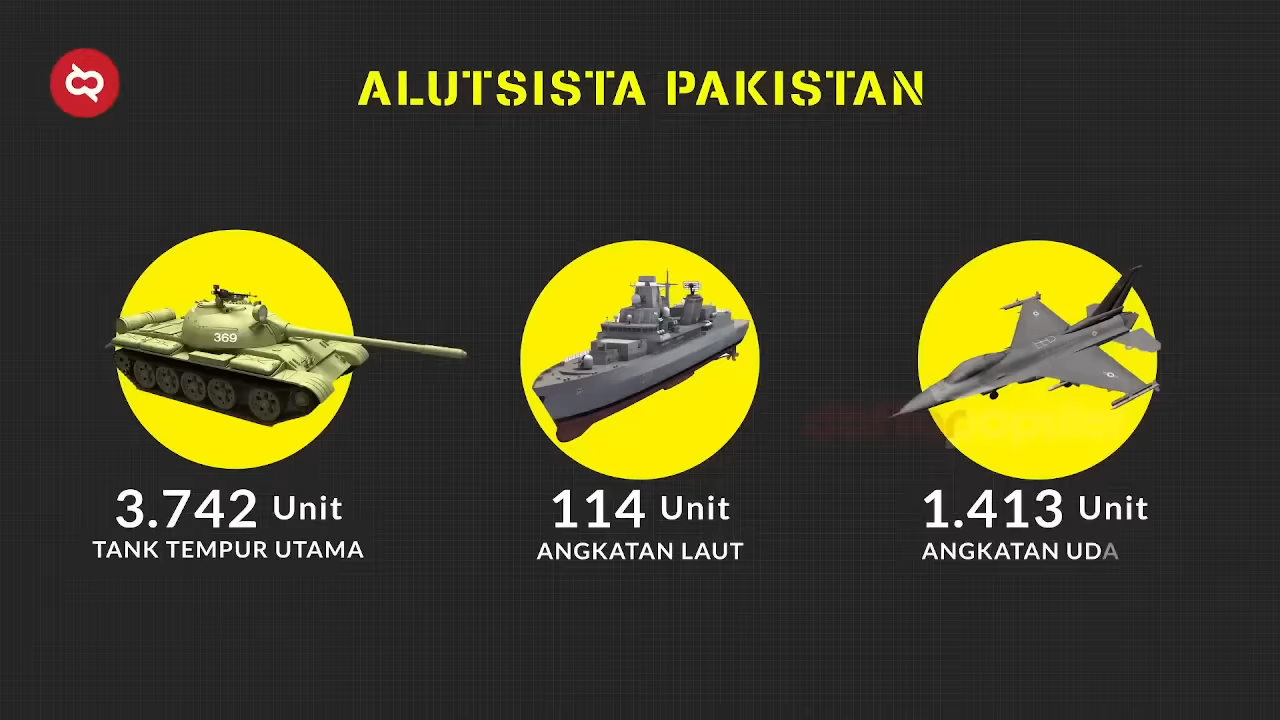 ALUTSISTA PAKISTAN
369
3.742 Unit
TANK TEMPUR UTAMA
114 Unit
ANGKATAN LAUT
1.413 Unit
ANGKATAN UDA